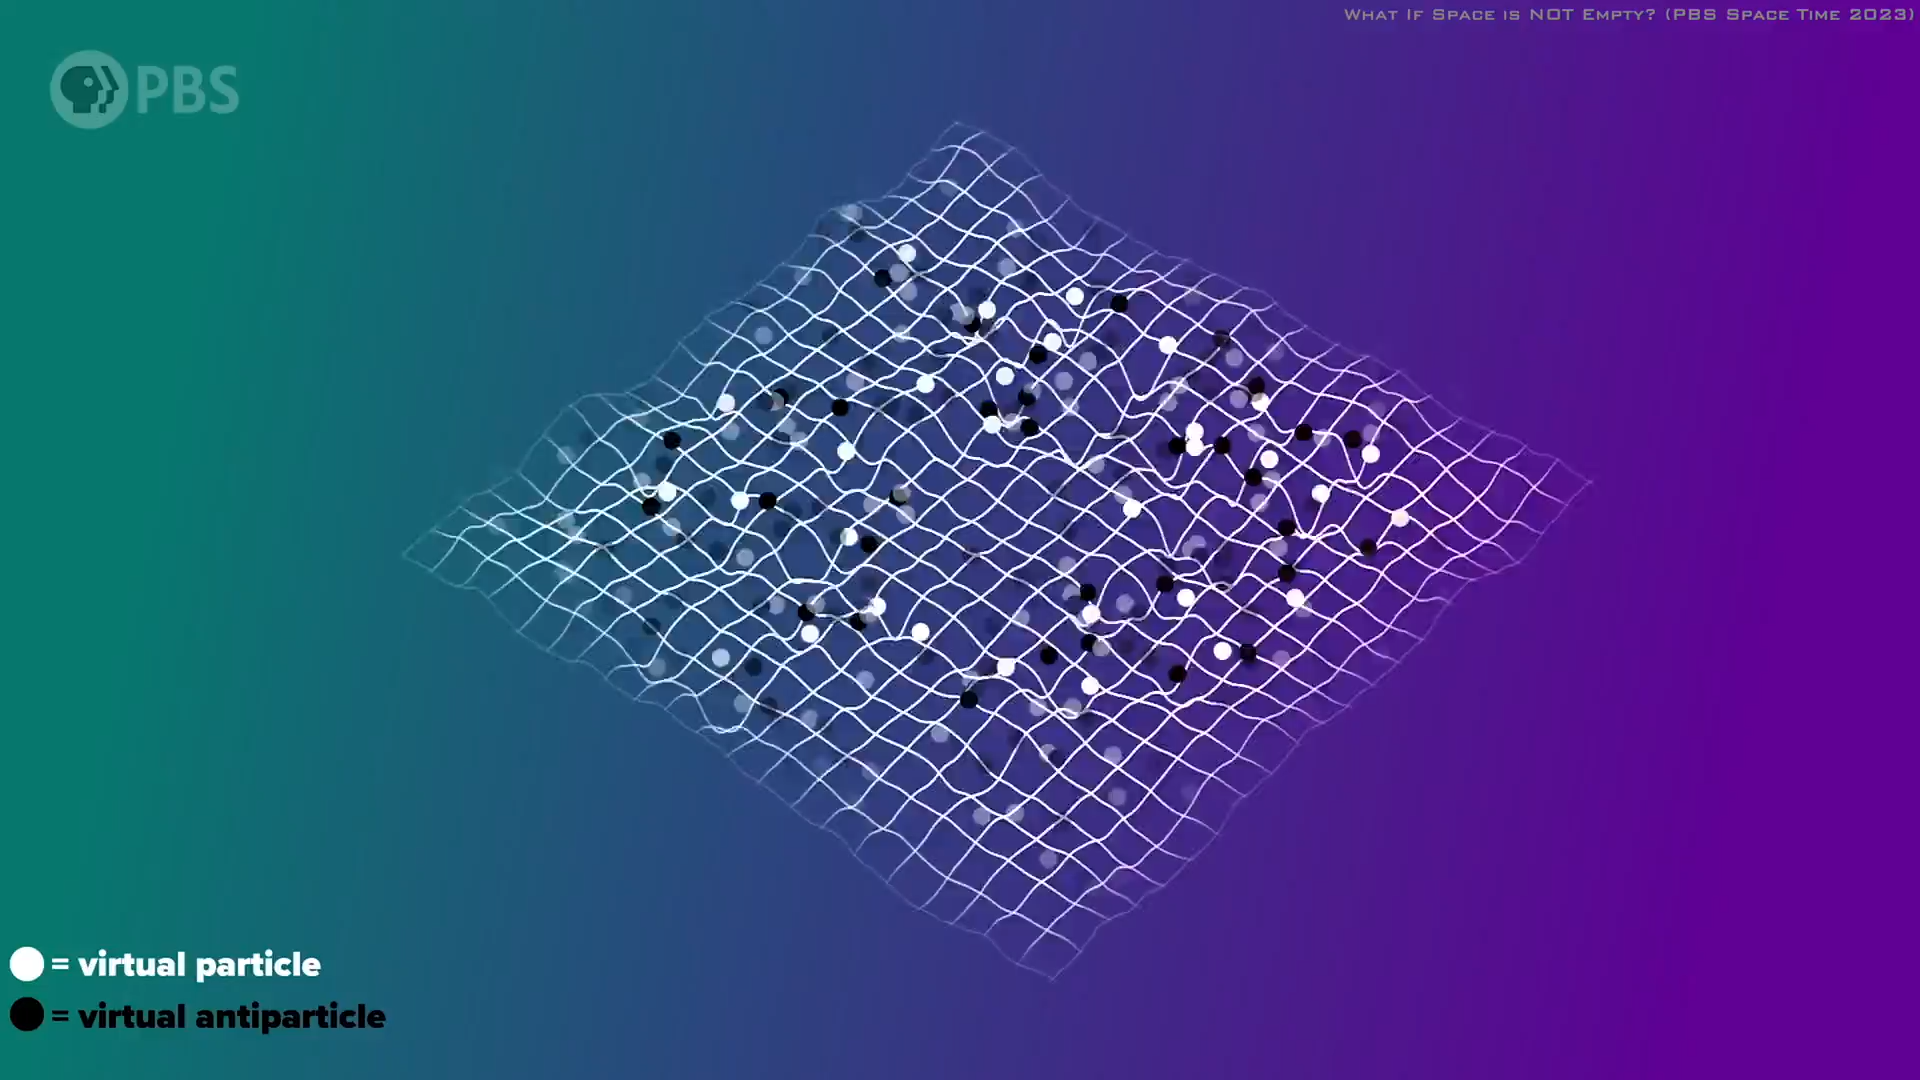 What If Space is NOT Empty? (PBS Space Time 2023)
PBS
= virtual particle
= virtual antiparticle